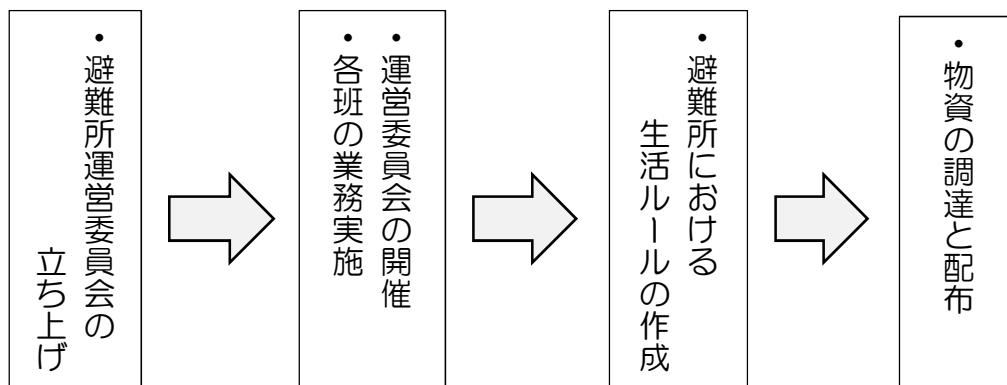 ・避難所運営委員会の
立ち上げ
・運営委員会の開催
・各班の業務実施
・避難所における
生活ルールの作成
・物資の調達と配布